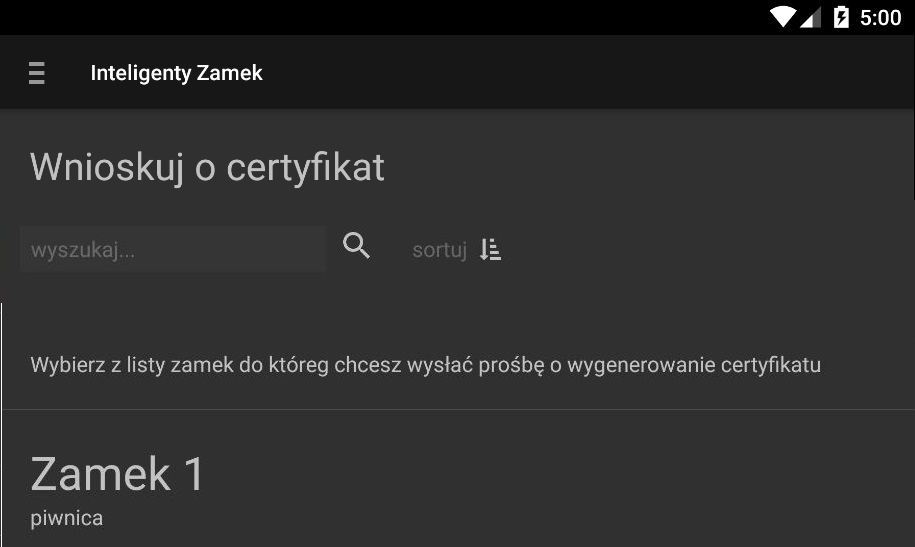 5:00
Inteligenty Zamek
Wnioskuj o certyfikat
wyszukaj...
sortuj
Wybierz z listy zamek do któreg chcesz wysłać prośbę o wygenerowanie certyfikatu
Zamek 1
piwnica